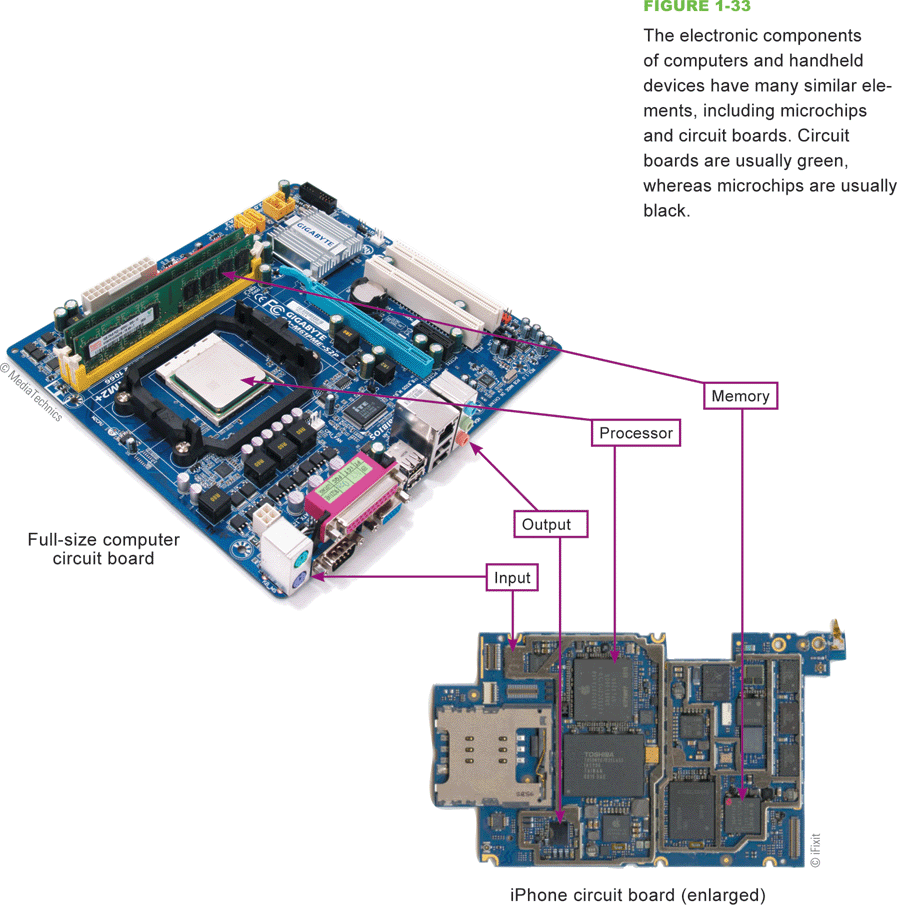 FIGURE 1-33
The electronic components
of computers and handheld
devices have many similar ele-
ments, including microchips
and circuit boards. Circuit
boards are usually green,
whereas microchips are usually
black.
GIGABYTE
GIGABYTE
© MediaTechnics
Memory
Processor
Output
Input
Full-size computer
circuit board
TOSHIBA
© iFixit
iPhone circuit board (enlarged)